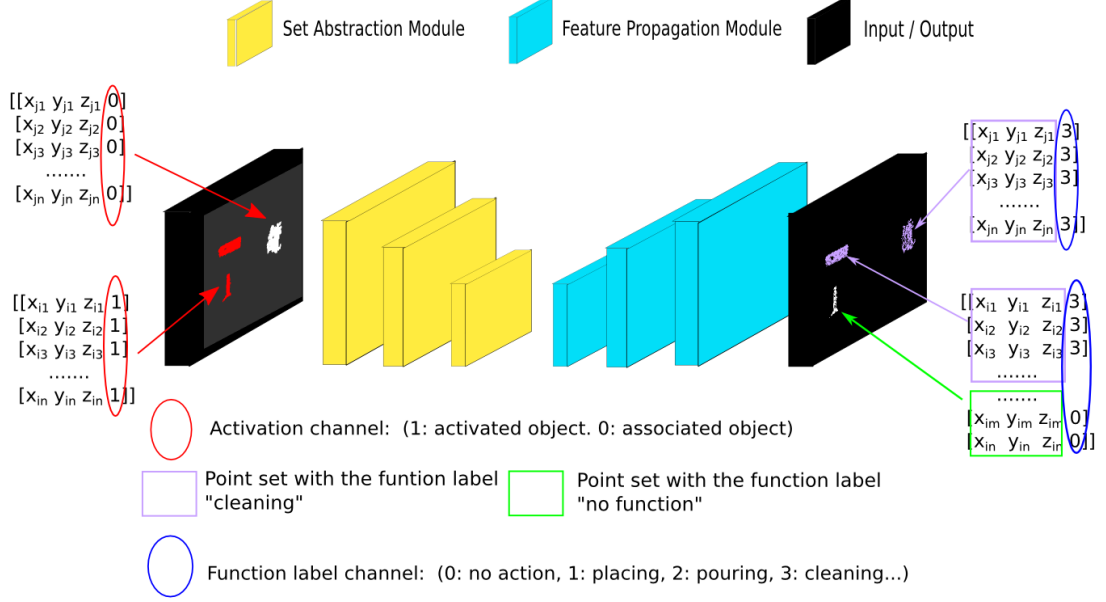 Set Abstraction Module Feature Propagation Module Input / Output
[[xj1 yj1 zj1 0]
[xj2 yj2 zj2 0]
[xj3 yj3 zj3 0]
.......
[xjn yjn zjn 0]]
[[xi1 yi1 zi1 1]
[xi2 yi2 zi2 1]
[xi3 yi3 zi3 1]
.......
[xin yin zin 1]]
[[xj1 yj1 zj1 3]
[xj2 yj2 zj2 3]
[xj3 yj3 zj3 3]
.......
[xjn yjn zjn 3]]
[[xi1 yi1 zi1 3]
[xi2 yi2 zi2 3]
[xi3 yi3 zi3 3]
.......
.......
[xim yim zim 0]
[xin yin zin 0]]
Activation channel: (1: activated object. 0: associated object)
Point set with the funtion label
"cleaning"
Point set with the function label
"no function"
Function label channel: (0: no action, 1: placing, 2: pouring, 3: cleaning...)